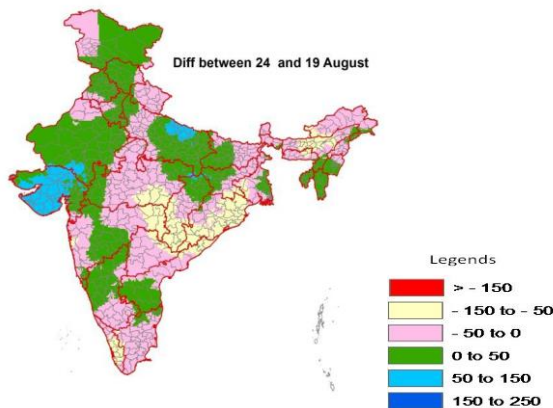 Diff between 24 and 19 August
Legends
> - 150
- 150 to - 50
- 50 to 0
0 to 50
50 to 150
150 to 250